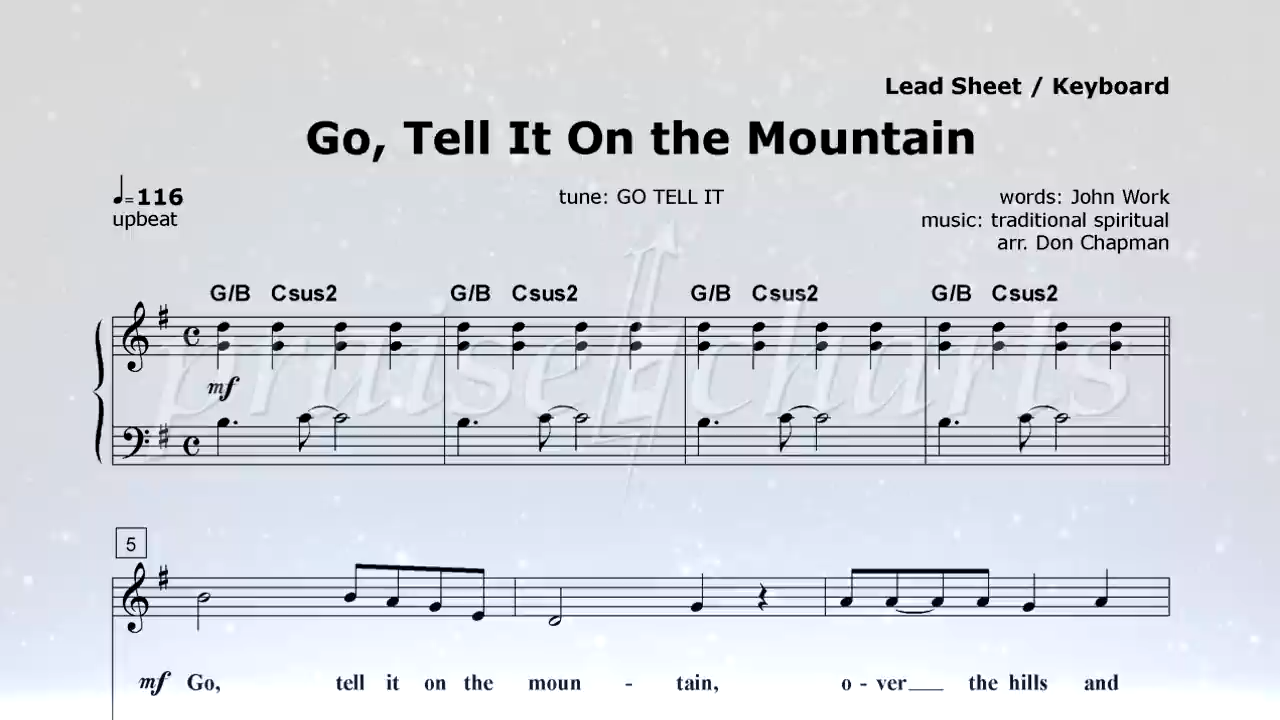 Lead Sheet / Keyboard
Go, Tell It On the Mountain
♩=116
upbeat
tune: GO TELL IT
words: John Work
music: traditional spiritual
arr. Don Chapman
G/B Csus2 G/B Csus2 G/B Csus2 G/B Csus2
mf
praisecharts
5
mf Go, tell it on the moun - tain, o - ver___ the hills and